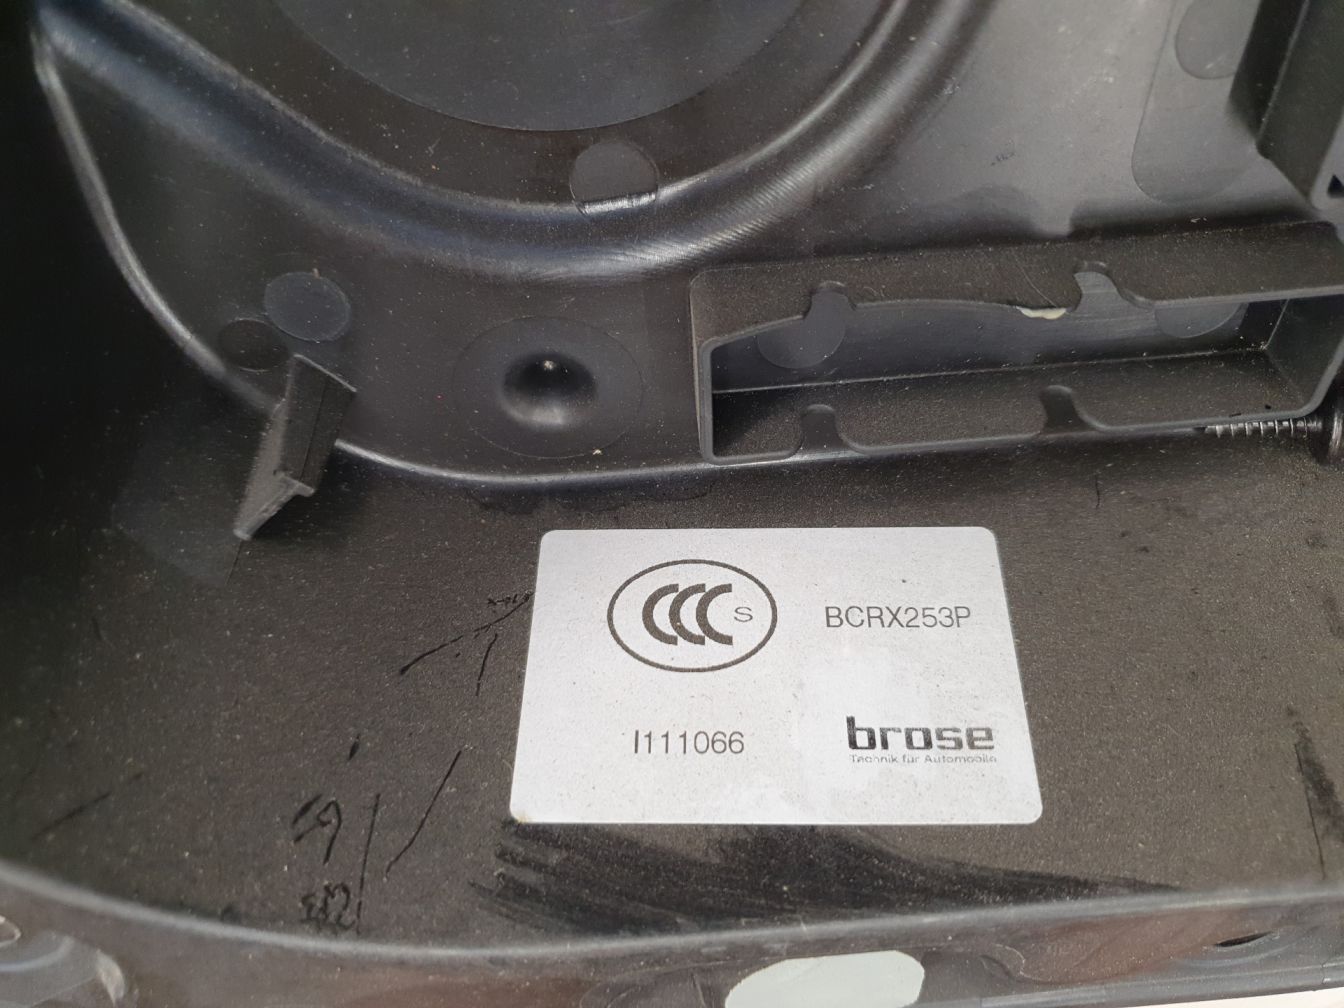 CCC S
BCRX253P
I111066
brose
Technik für Automobile